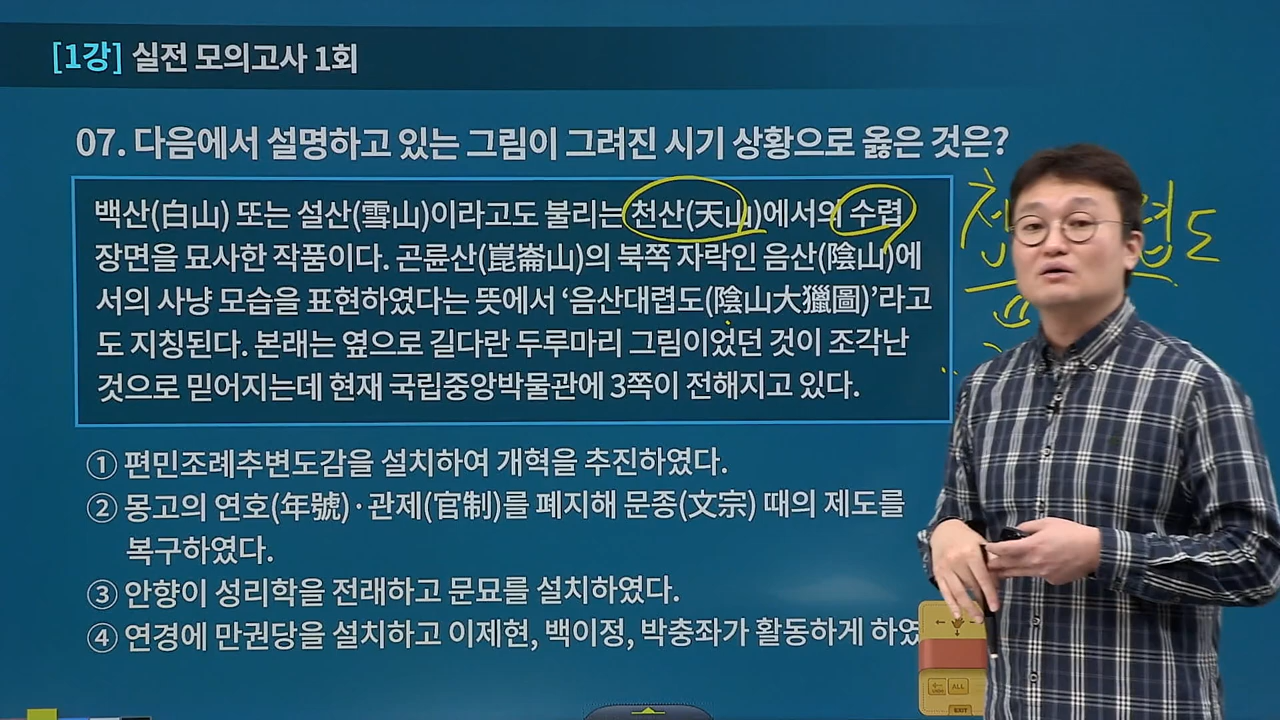 [1강] 실전 모의고사 1회
07. 다음에서 설명하고 있는 그림이 그려진 시기 상황으로 옳은 것은?
백산(白山) 또는 설산(雪山)이라고도 불리는 천산(天山)에서의 수렵
장면을 묘사한 작품이다. 곤륜산(崑崙山)의 북쪽 자락인 음산(陰山)에
서의 사냥 모습을 표현하였다는 뜻에서 ‘음산대렵도(陰山大獵圖)’라고
도 지칭된다. 본래는 옆으로 길다란 두루마리 그림이었던 것이 조각난
것으로 믿어지는데 현재 국립중앙박물관에 3쪽이 전해지고 있다.
① 편민조례추변도감을 설치하여 개혁을 추진하였다.
② 몽고의 연호(年號)·관제(官制)를 폐지해 문종(文宗) 때의 제도를
복구하였다.
③ 안향이 성리학을 전래하고 문묘를 설치하였다.
④ 연경에 만권당을 설치하고 이제현, 백이정, 박충좌가 활동하게
ALL
EXIT